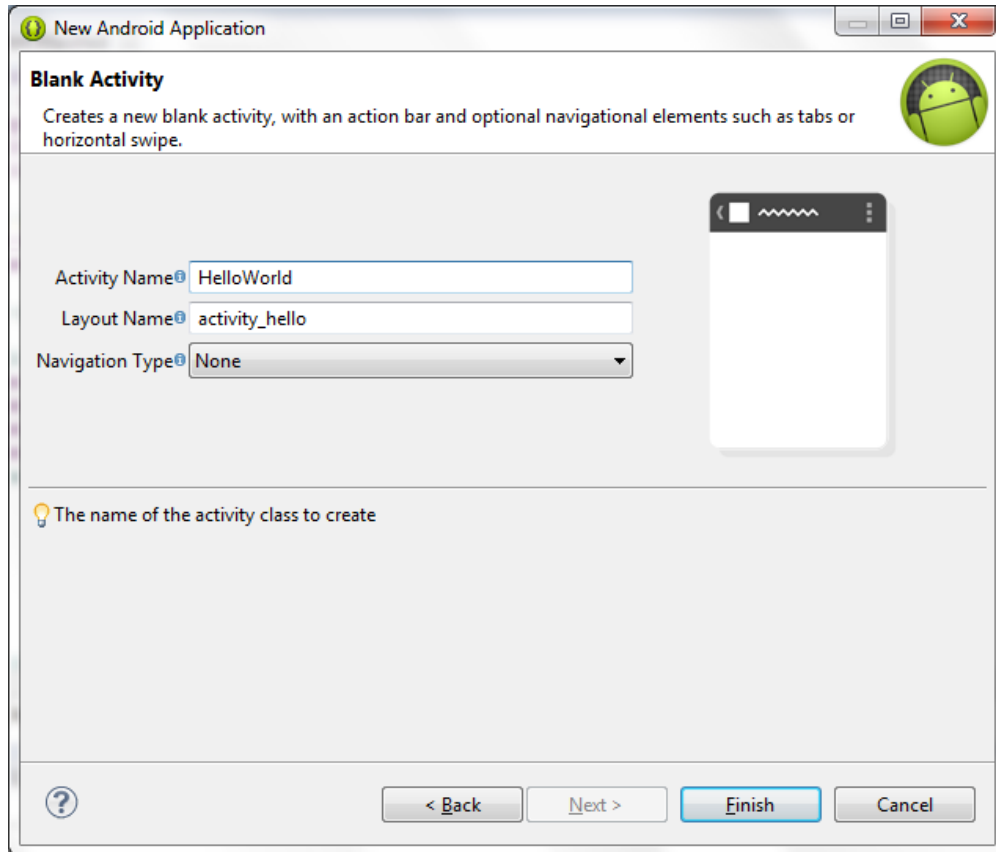 New Android Application
Blank Activity
Creates a new blank activity, with an action bar and optional navigational elements such as tabs or
horizontal swipe.
Activity Name HelloWorld
Layout Name activity_hello
Navigation Type None
The name of the activity class to create
? < Back Next > Finish Cancel